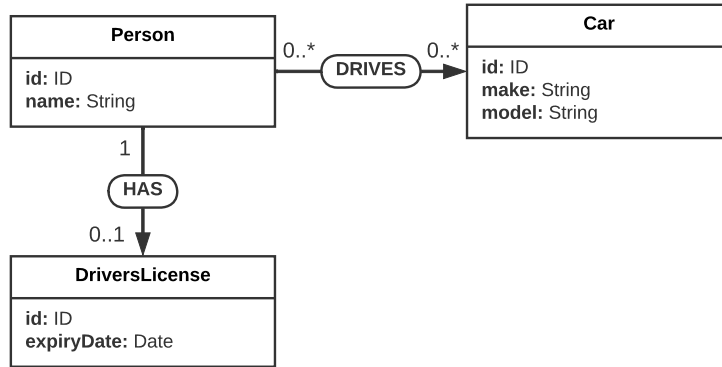 Person
id: ID
name: String
0..*
DRIVES
0..*
Car
id: ID
make: String
model: String
1
HAS
0..1
DriversLicense
id: ID
expiryDate: Date